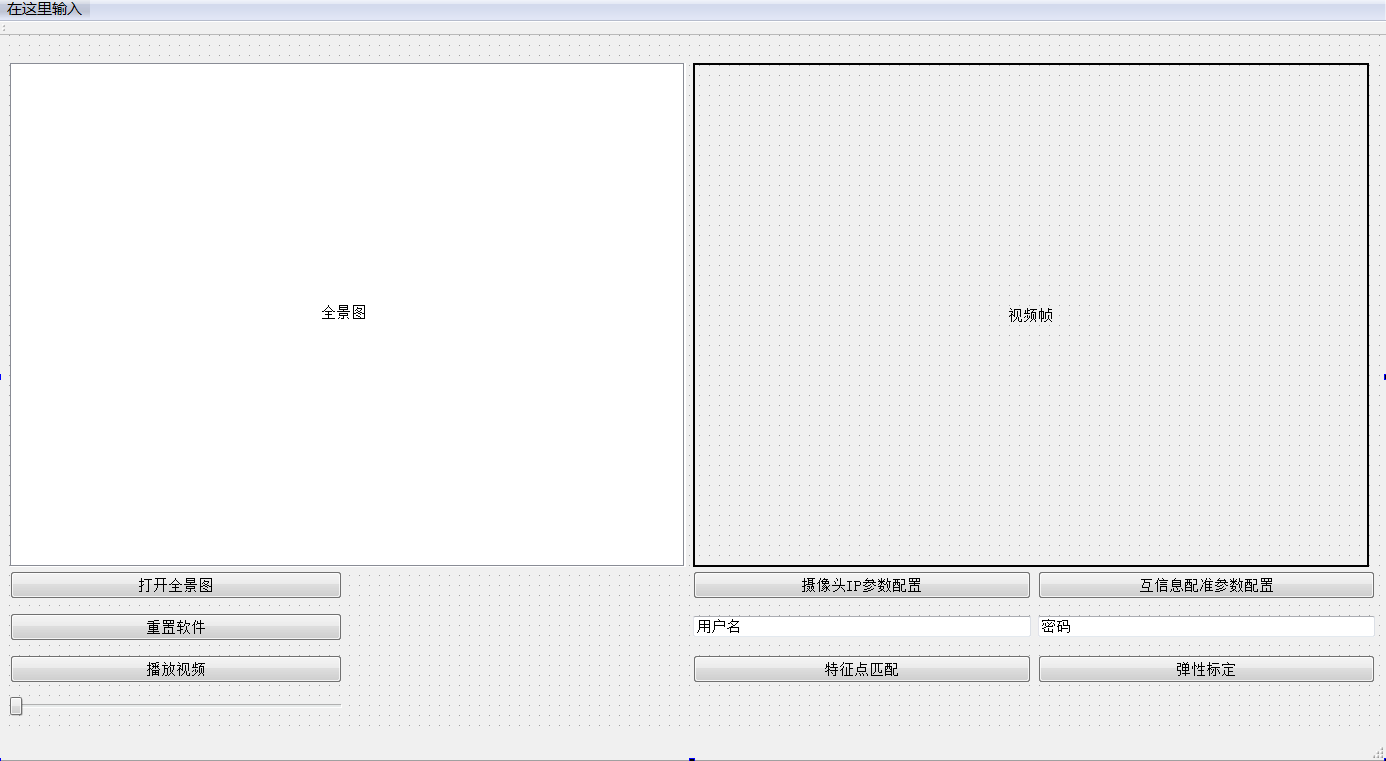 在这里输入
全景图
视频帧
打开全景图
摄像头IP参数配置
互信息配准参数配置
重置软件
用户名
密码
播放视频
特征点匹配
弹性标定